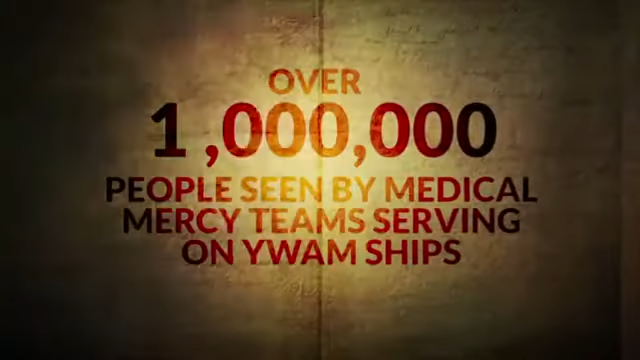 OVER
1,000,000
PEOPLE SEEN BY MEDICAL
MERCY TEAMS SERVING
ON YWAM SHIPS